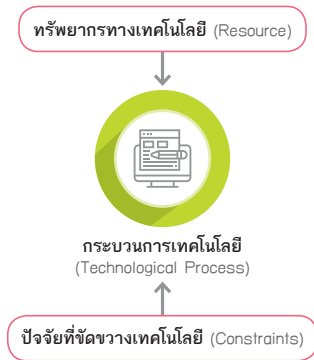 ทรัพยากรทางเทคโนโลยี (Resource)
กระบวนการเทคโนโลยี
(Technological Process)
ปัจจัยที่ขัดขวางเทคโนโลยี (Constraints)